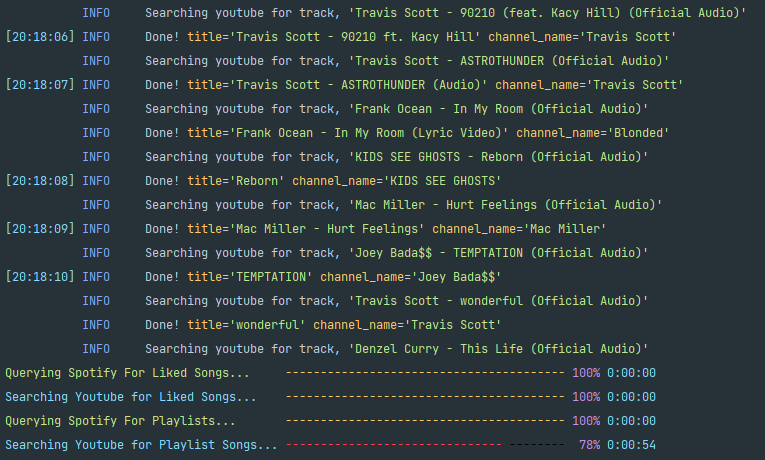 INFO Searching youtube for track, 'Travis Scott - 90210 (feat. Kacy Hill) (Official Audio)'
[20:18:06] INFO Done! title='Travis Scott - 90210 ft. Kacy Hill' channel_name='Travis Scott'
INFO Searching youtube for track, 'Travis Scott - ASTROTHUNDER (Official Audio)'
[20:18:07] INFO Done! title='Travis Scott - ASTROTHUNDER (Audio)' channel_name='Travis Scott'
INFO Searching youtube for track, 'Frank Ocean - In My Room (Official Audio)'
INFO Done! title='Frank Ocean - In My Room (Lyric Video)' channel_name='Blonded'
INFO Searching youtube for track, 'KIDS SEE GHOSTS - Reborn (Official Audio)'
[20:18:08] INFO Done! title='Reborn' channel_name='KIDS SEE GHOSTS'
INFO Searching youtube for track, 'Mac Miller - Hurt Feelings (Official Audio)'
[20:18:09] INFO Done! title='Mac Miller - Hurt Feelings' channel_name='Mac Miller'
INFO Searching youtube for track, 'Joey Bada$$ - TEMPTATION (Official Audio)'
[20:18:10] INFO Done! title='TEMPTATION' channel_name='Joey Bada$$'
INFO Searching youtube for track, 'Travis Scott - wonderful (Official Audio)'
INFO Done! title='wonderful' channel_name='Travis Scott'
INFO Searching youtube for track, 'Denzel Curry - This Life (Official Audio)'
Querying Spotify For Liked Songs... ---------------------------------------- 100% 0:00:00
Searching Youtube for Liked Songs... ---------------------------------------- 100% 0:00:00
Querying Spotify For Playlists... ---------------------------------------- 100% 0:00:00
Searching Youtube for Playlist Songs... ------------------------------- -------- 78% 0:00:54